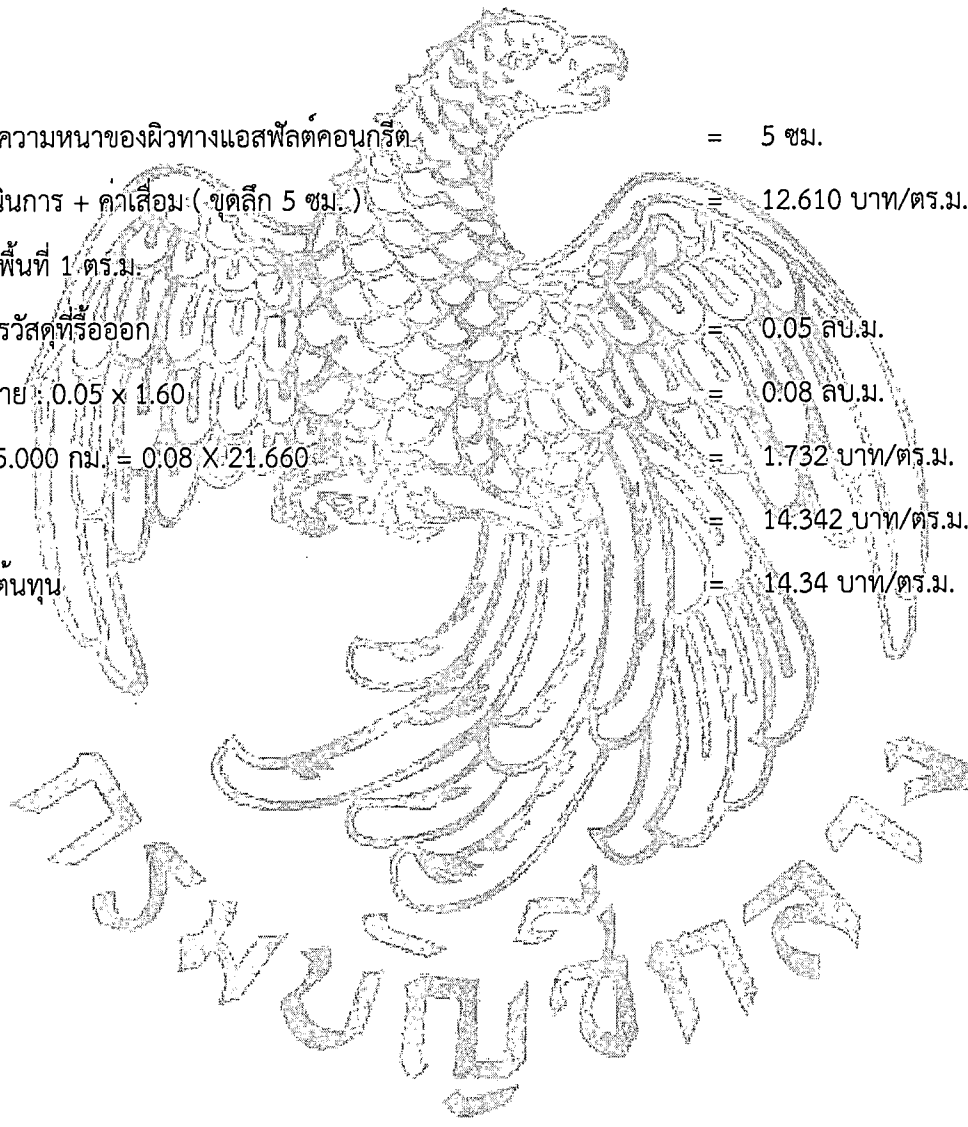 ความหนาของผิวทางแอสฟัลต์คอนกรีต = 5 ซม.
นินการ + ค่าเสื่อม ( ขุดลึก 5 ซม. ) = 12.610 บาท/ตร.ม.
พื้นที่ 1 ตร.ม.
รวัสดุที่รื้อออก = 0.05 ลบ.ม.
าย : 0.05 x 1.60 = 0.08 ลบ.ม.
5.000 กม. = 0.08 X 21.660 = 1.732 บาท/ตร.ม.
= 14.342 บาท/ตร.ม.
ต้นทุน = 14.34 บาท/ตร.ม.
กรมบัญชีกลาง